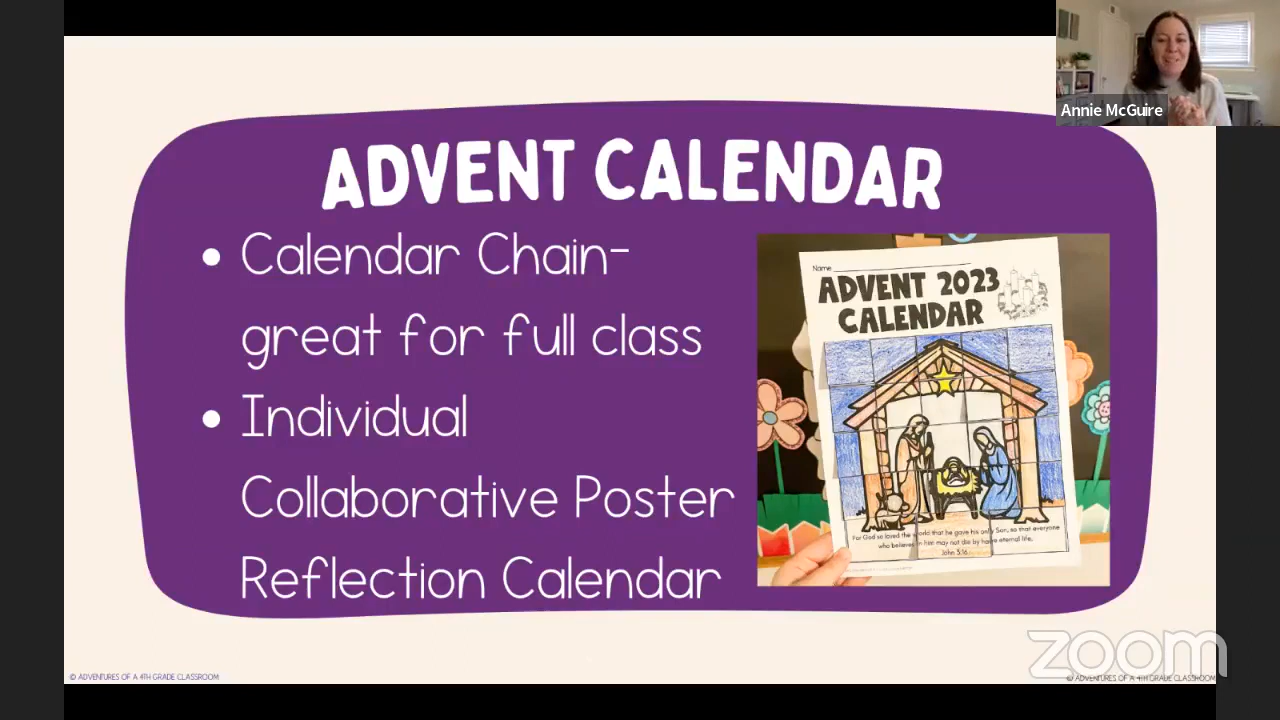 Annie McGuire
ADVENT CALENDAR
Calendar Chain-
great for full class
Individual
Collaborative Poster
Reflection Calendar
Name
ADVENT 2023
CALENDAR
For God so loved the world that he gave his only Son, so that everyone
who believes in him may not die by have eternal life.
John 3:16
zoom
© ADVENTURES OF A 4TH GRADE CLASSROOM
© ADVENTURES OF A 4TH GRADE CLASSROOM